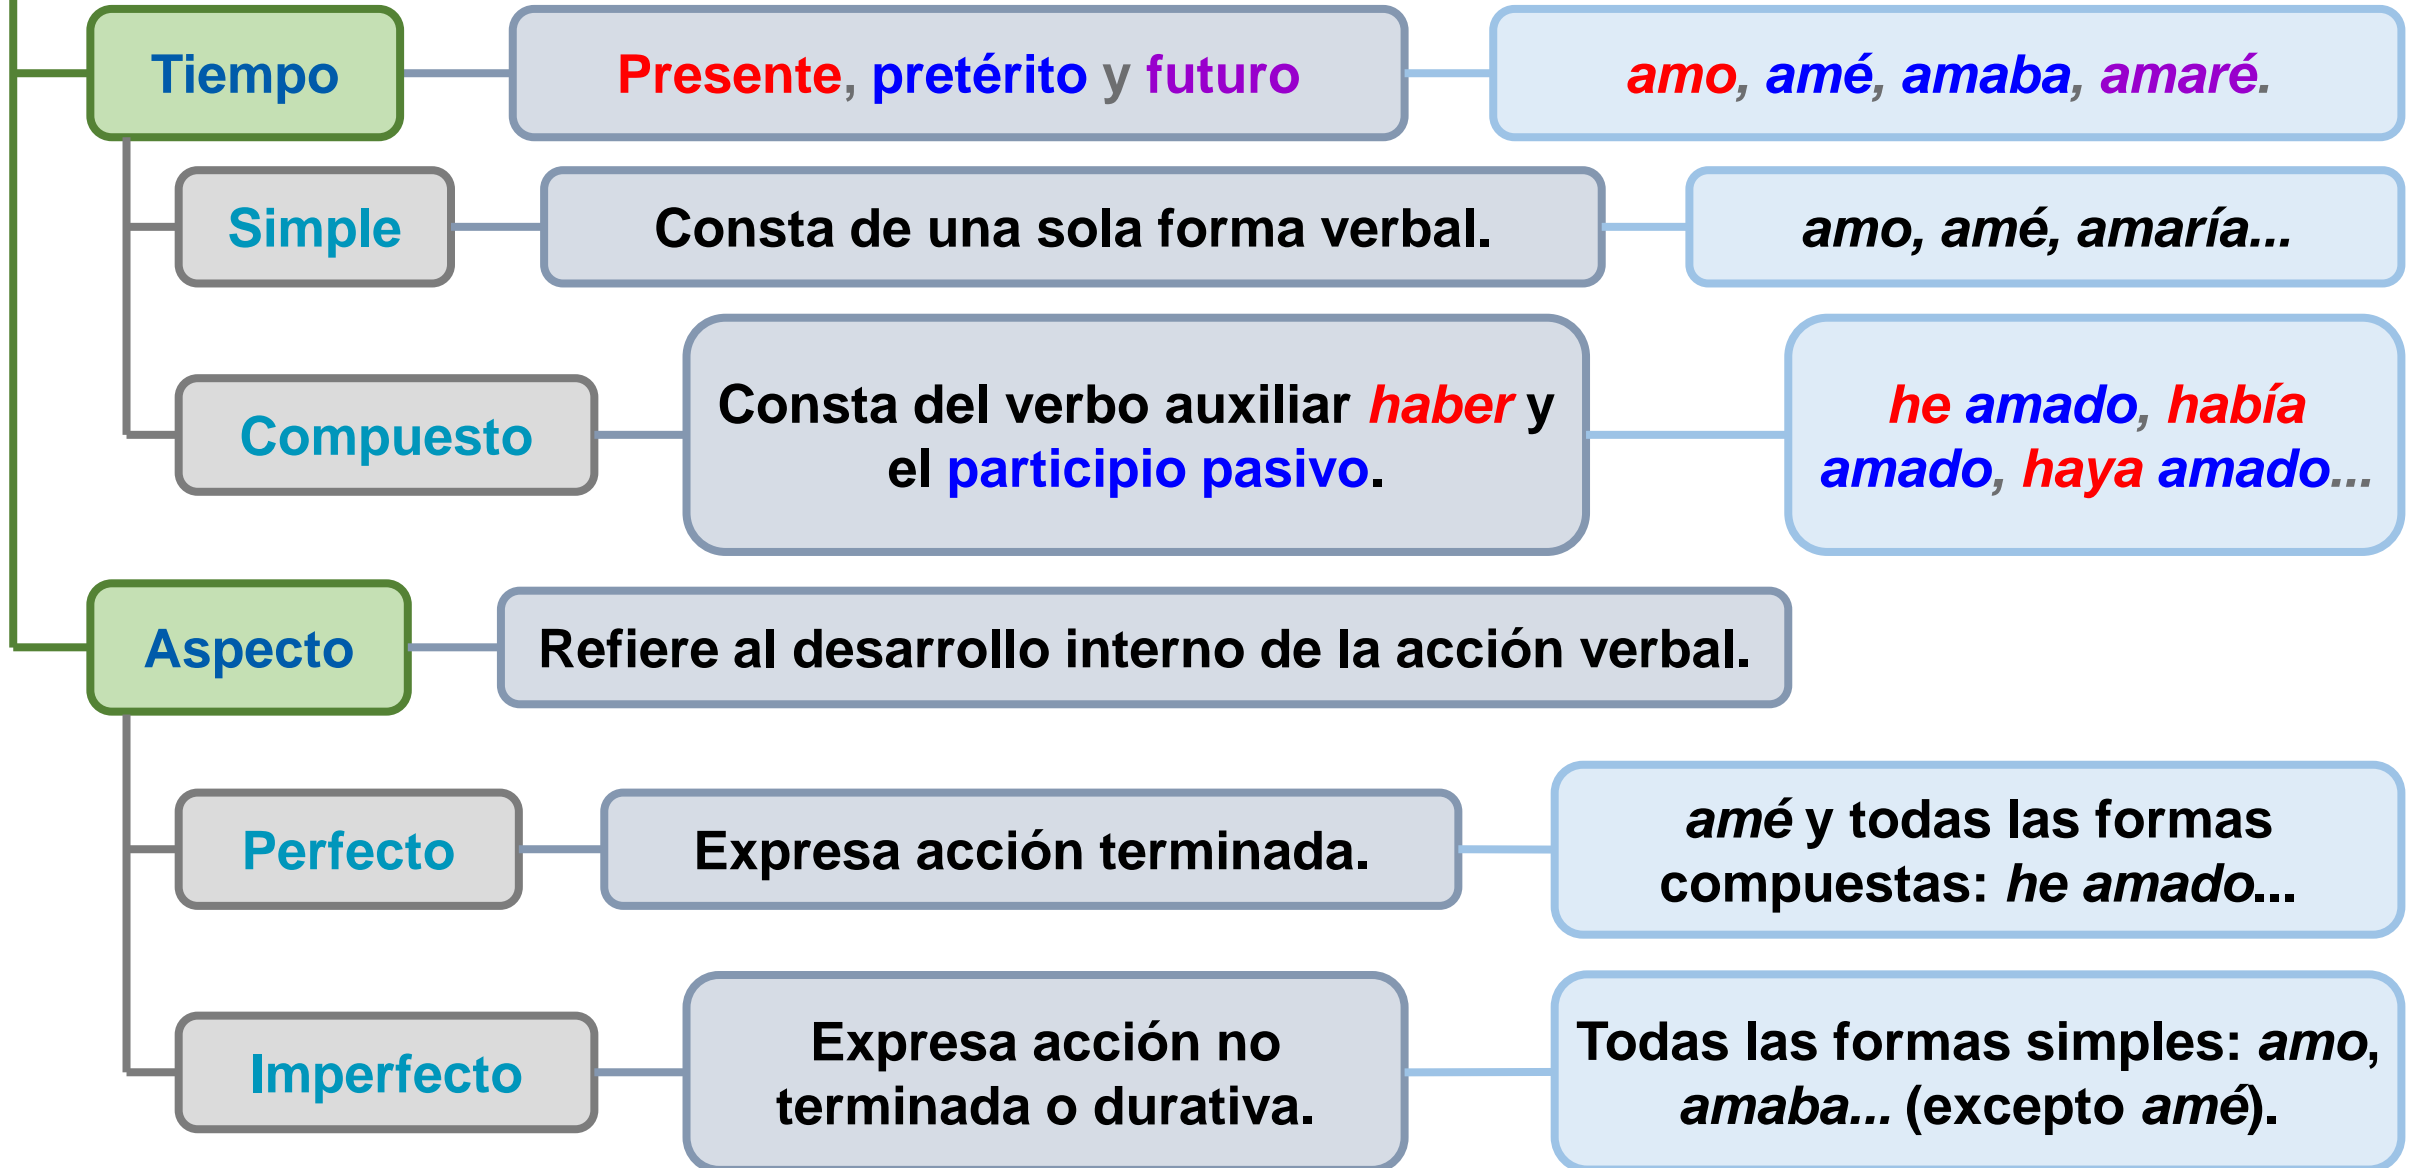 Tiempo
Presente, pretérito y futuro
amo, amé, amaba, amaré.
Simple
Consta de una sola forma verbal.
amo, amé, amaría...
Compuesto
Consta del verbo auxiliar haber y
el participio pasivo.
he amado, había
amado, haya amado...
Aspecto
Refiere al desarrollo interno de la acción verbal.
Perfecto
Expresa acción terminada.
amé y todas las formas
compuestas: he amado...
Imperfecto
Expresa acción no
terminada o durativa.
Todas las formas simples: amo,
amaba... (excepto amé).